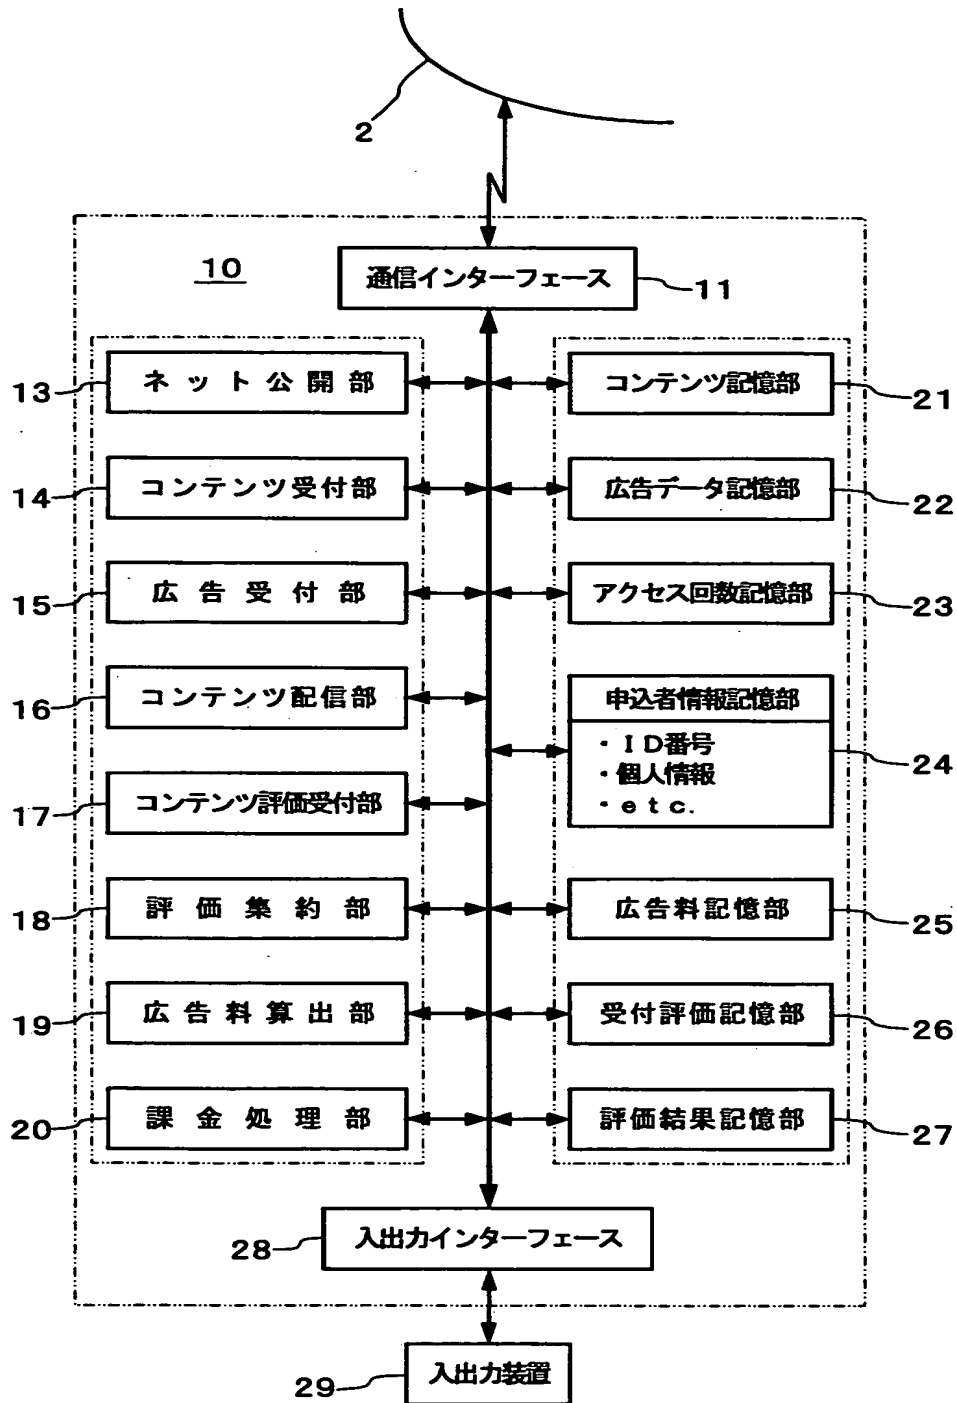 2
10
通信インターフェース
11
13
ネット公開部
コンテンツ記憶部
21
14
コンテンツ受付部
広告データ記憶部
22
15
広告受付部
アクセス回数記憶部
23
16
コンテンツ配信部
申込者情報記憶部
・ＩＤ番号
・個人情報
・ｅｔｃ．
24
17
コンテンツ評価受付部
18
評価集約部
広告料記憶部
25
19
広告料算出部
受付評価記憶部
26
20
課金処理部
評価結果記憶部
27
28
入出力インターフェース
29
入出力装置